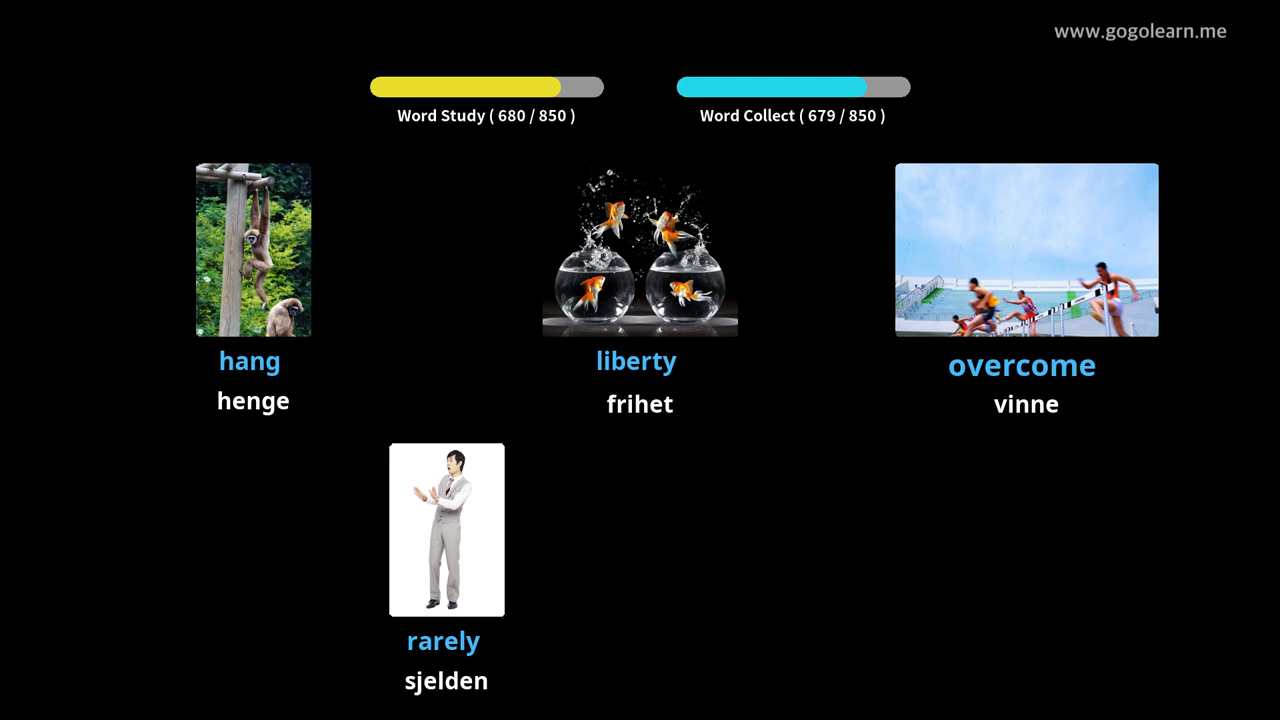 www.gogolearn.me
Word Study ( 680 / 850 )
Word Collect ( 679 / 850 )
hang
henge
liberty
frihet
overcome
vinne
rarely
sjelden